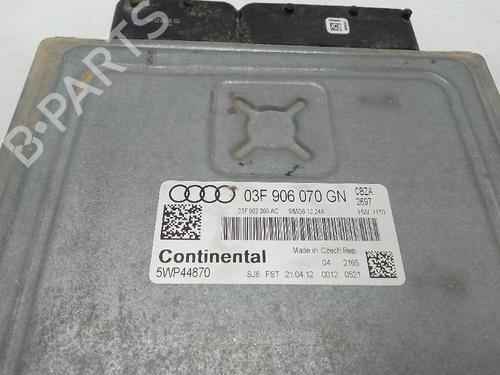 B-PARTS
03F 906 070 GN
CBZA
2697
03F 907 309 AC SIMOS 10.24A HW: H10
Continental
5WP44870
Made in Czech Rep.
04 2165
SJ8 FST 21.04.12 0012 0521